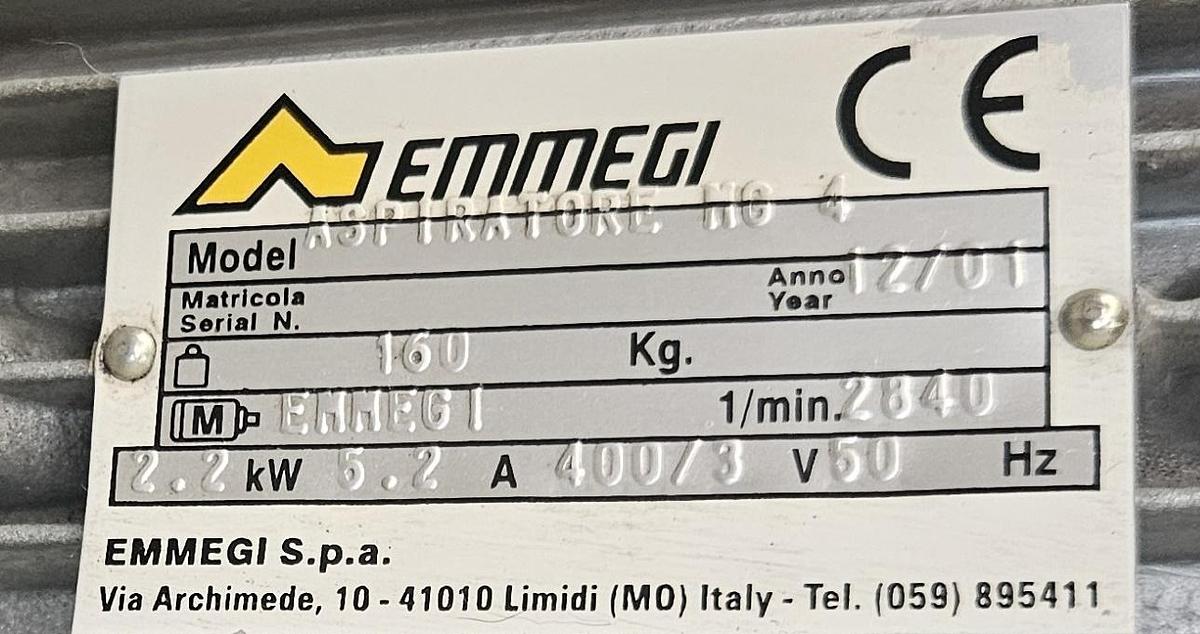 EMMEGI CE
Model ASPIRATORE MG 4
Matricola Anno 12/01
Serial N. Year
160 Kg.
M EMMEGI 1/min. 2840
2.2 kW 5.2 A 400/3 V 50 Hz
EMMEGI S.p.a.
Via Archimede, 10 - 41010 Limidi (MO) Italy - Tel. (059) 895411